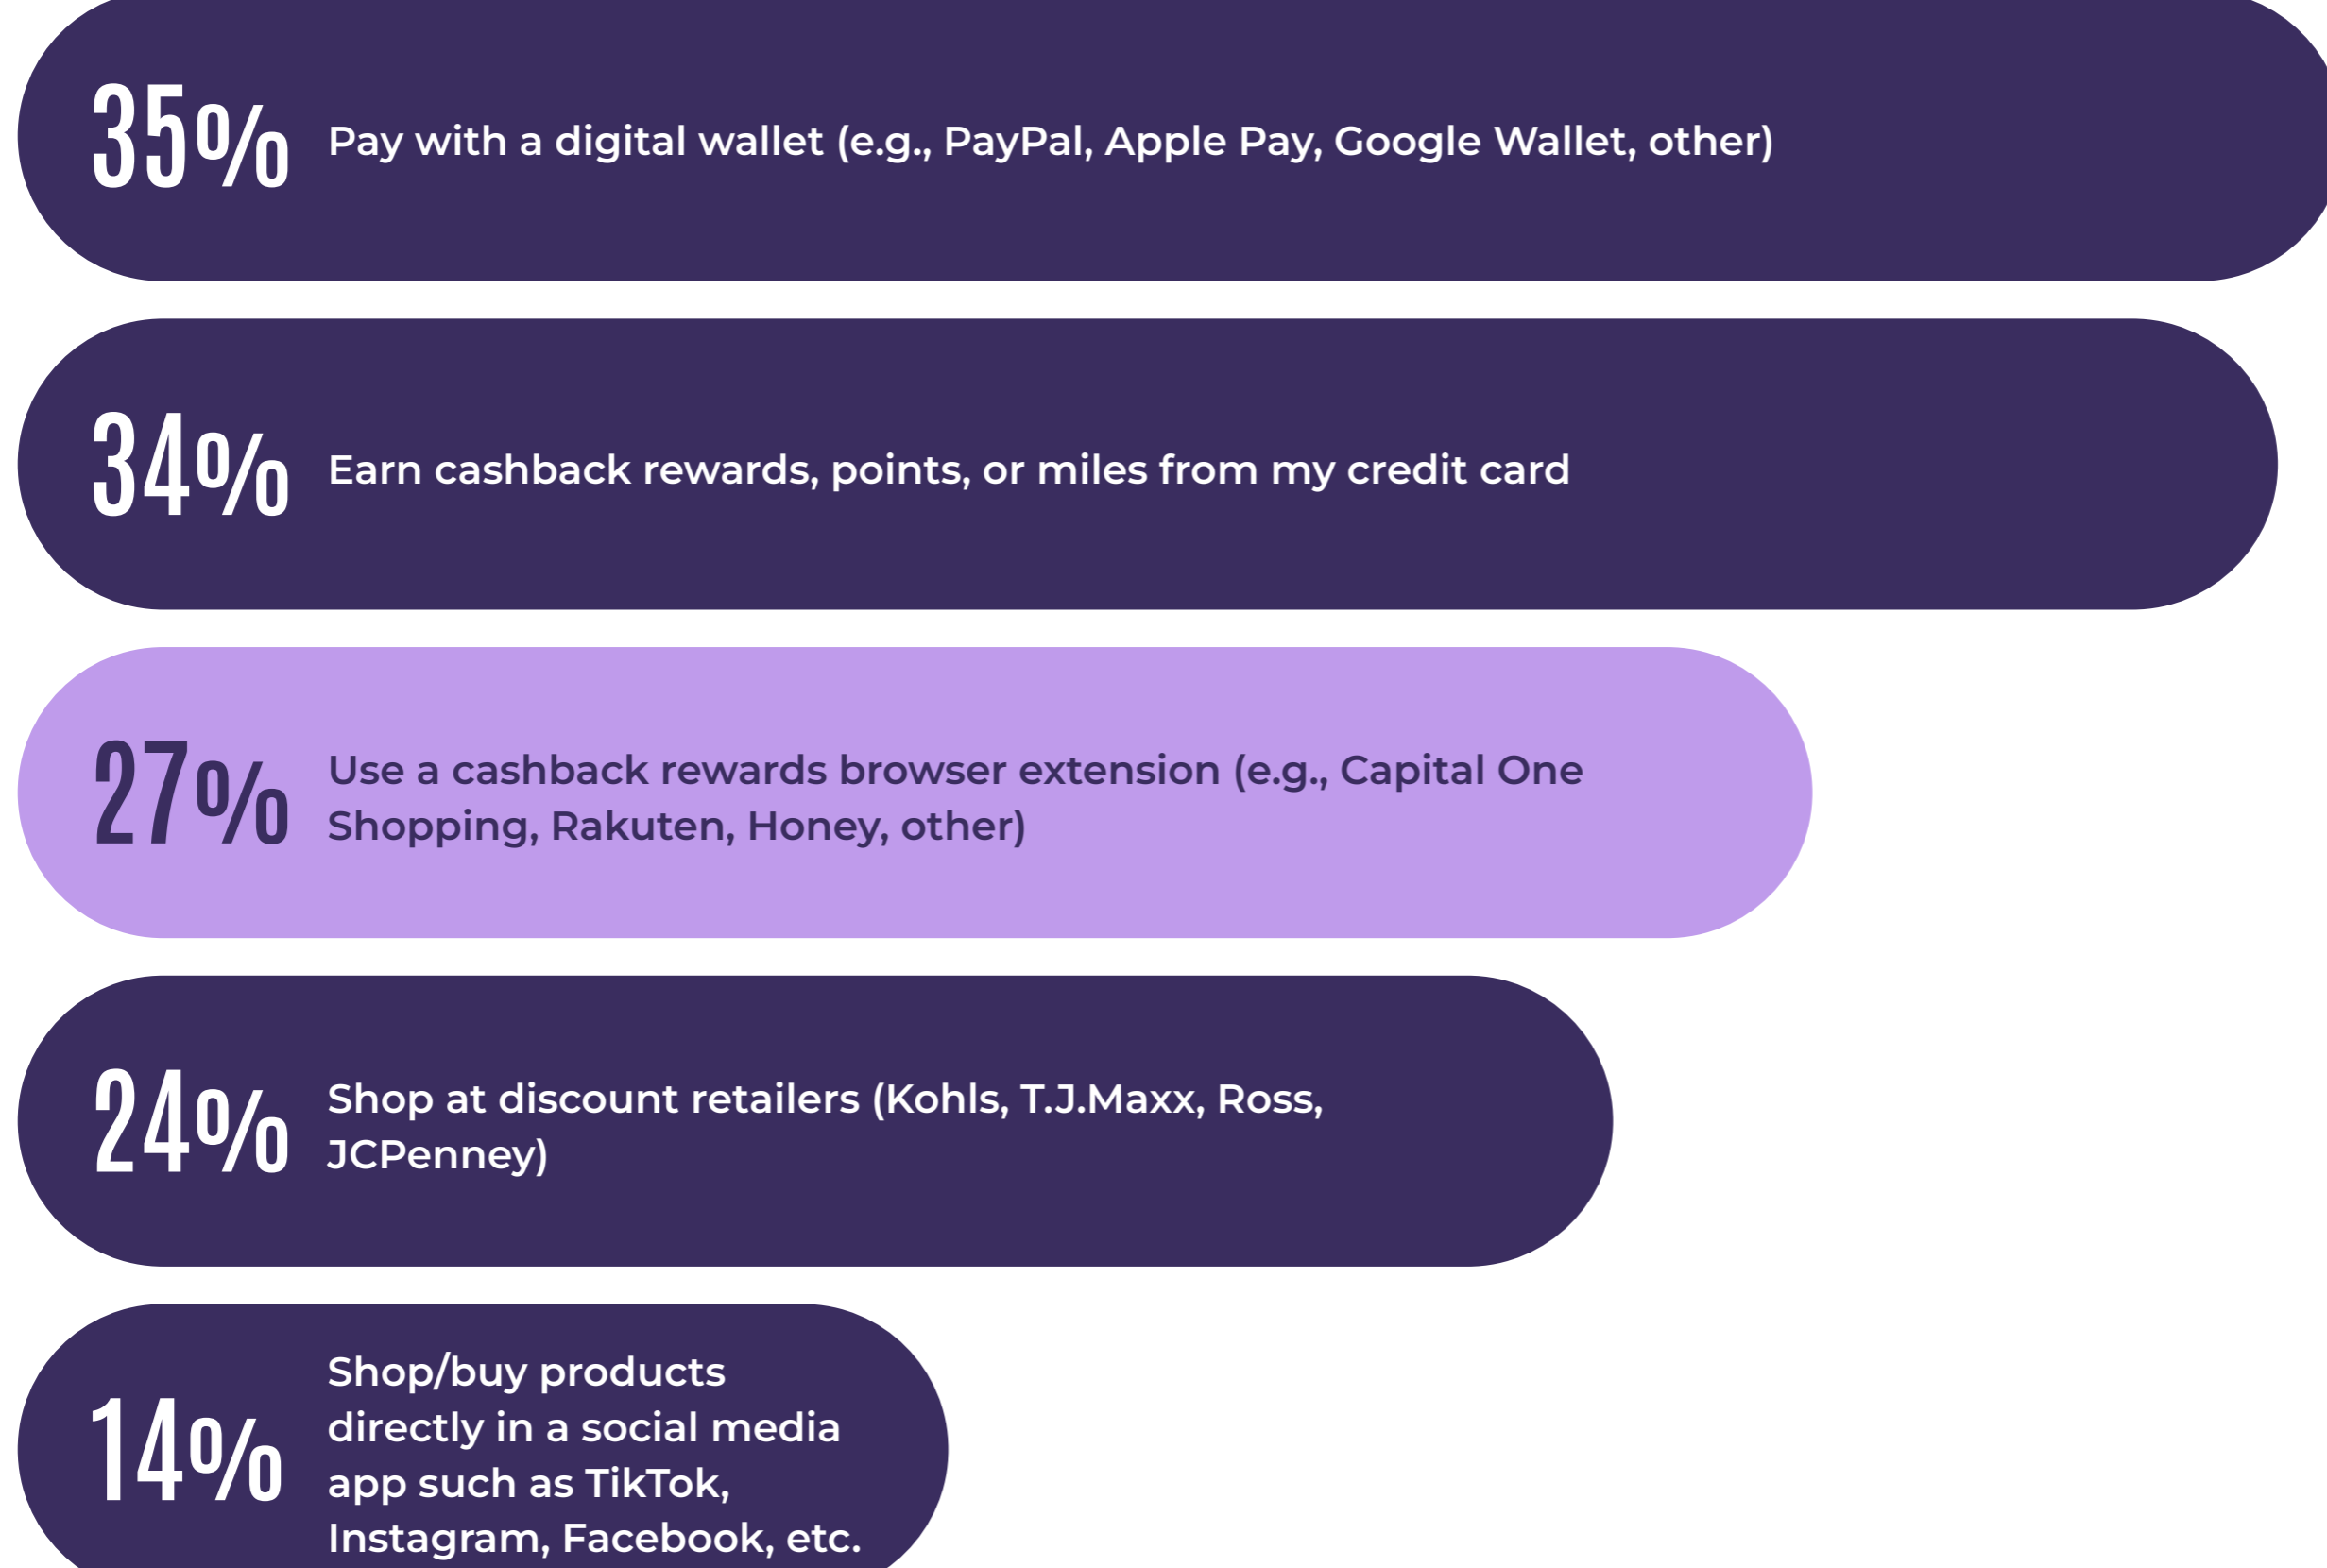 35% Pay with a digital wallet (e.g., PayPal, Apple Pay, Google Wallet, other)
34% Earn cashback rewards, points, or miles from my credit card
27% Use a cashback rewards browser extension (e.g., Capital One
Shopping, Rakuten, Honey, other)
24% Shop at discount retailers (Kohls, T.J.Maxx, Ross,
JCPenney)
14% Shop/buy products
directly in a social media
app such as TikTok,
Instagram, Facebook, etc.